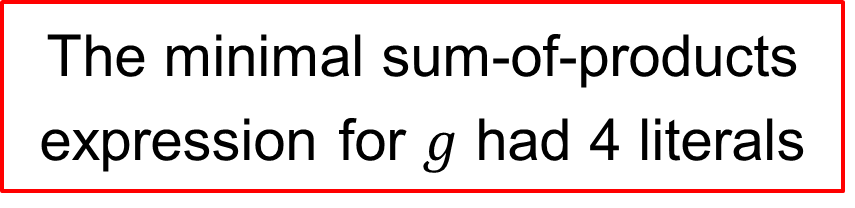 The minimal sum-of-products
expression for g had 4 literals